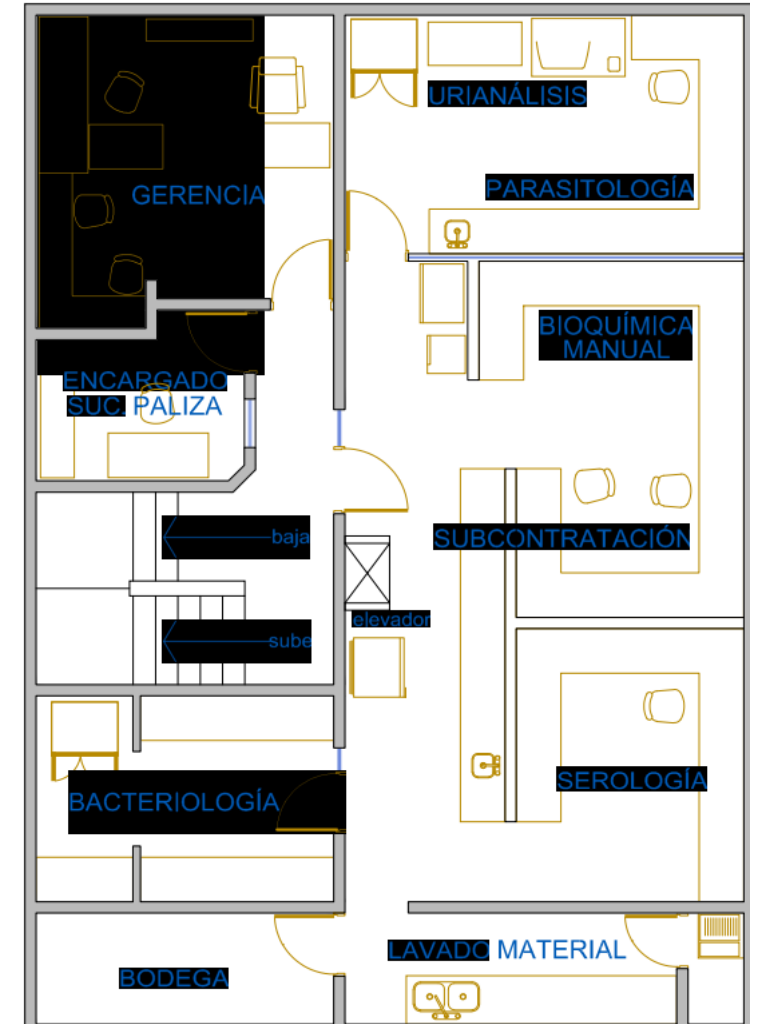 URIANÁLISIS
PARASITOLOGÍA
GERENCIA
BIOQUÍMICA
MANUAL
ENCARGADO
SUC. PALIZA
SUBCONTRATACIÓN
baja
elevador
sube
SEROLOGÍA
BACTERIOLOGÍA
LAVADO MATERIAL
BODEGA